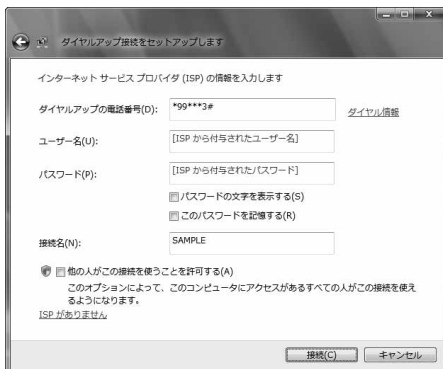 ダイヤルアップ接続をセットアップします
インターネット サービス プロバイダ (ISP) の情報を入力します
ダイヤルアップの電話番号(D):
*99***3#
ダイヤル情報
ユーザー名(U):
[ISP から付与されたユーザー名]
パスワード(P):
[ISP から付与されたパスワード]
パスワードの文字を表示する(S)
このパスワードを記憶する(R)
接続名(N):
SAMPLE
他の人がこの接続を使うことを許可する(A)
このオプションによって、このコンピュータにアクセスがあるすべての人がこの接続を使え
るようになります。
ISP がありません
接続(C)
キャンセル